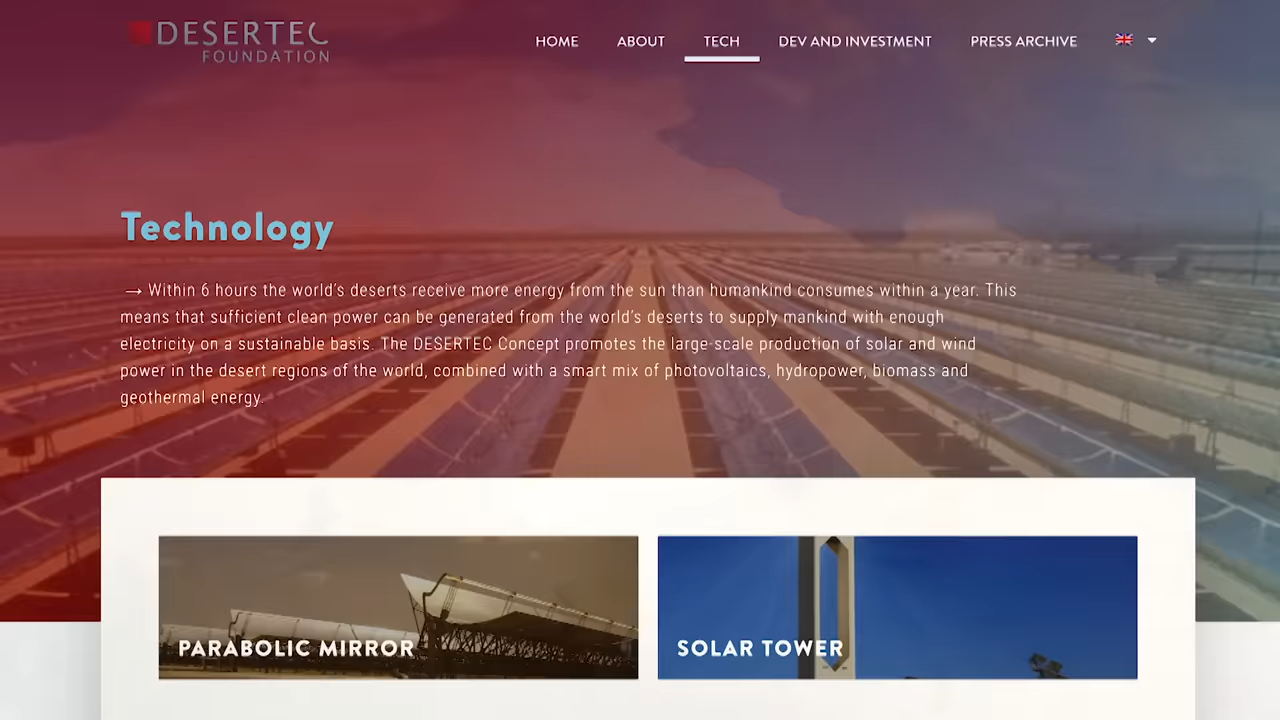 DESERTEC
FOUNDATION
HOME ABOUT TECH DEV AND INVESTMENT PRESS ARCHIVE
Technology
→ Within 6 hours the world's deserts receive more energy from the sun than humankind consumes within a year. This
means that sufficient clean power can be generated from the world's deserts to supply mankind with enough
electricity on a sustainable basis. The DESERTEC Concept promotes the large-scale production of solar and wind
power in the desert regions of the world, combined with a smart mix of photovoltaics, hydropower, biomass and
geothermal energy.
PARABOLIC MIRROR
SOLAR TOWER